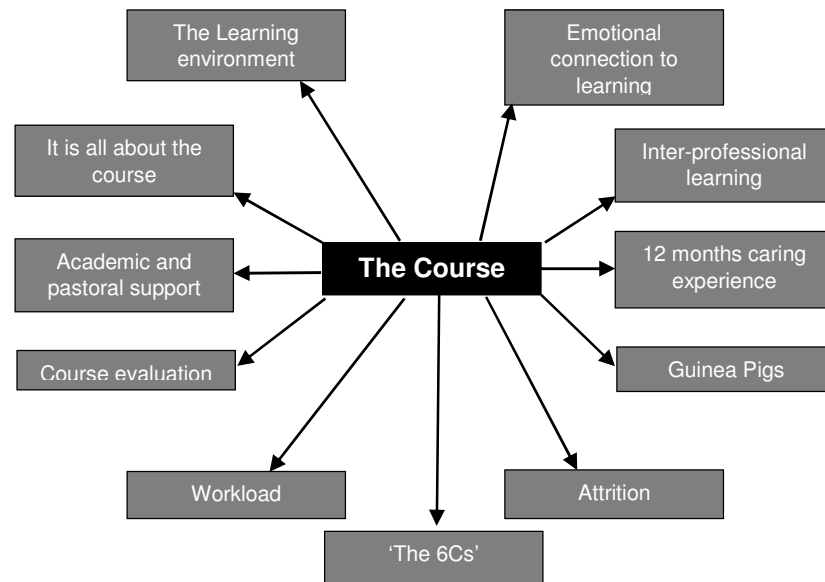 The Learning
environment
Emotional
connection to
learning
It is all about the
course
Inter-professional
learning
The Course
Academic and
pastoral support
12 months caring
experience
Course evaluation
Guinea Pigs
Workload
Attrition
‘The 6Cs’